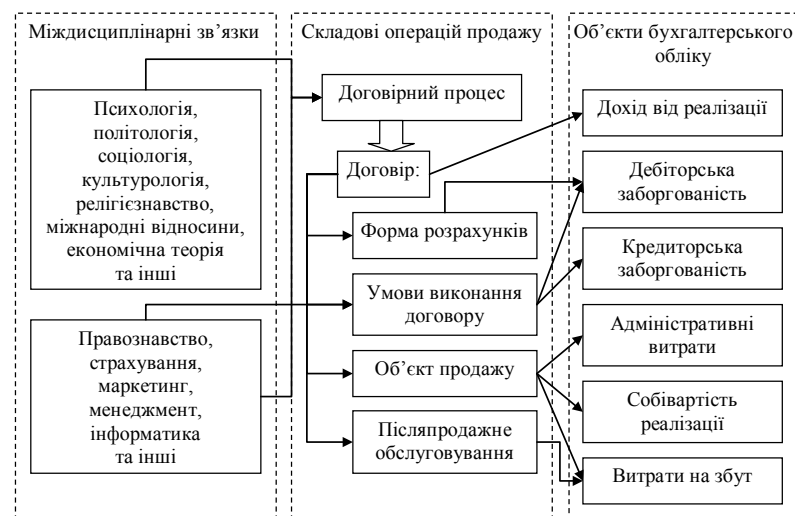 Міждисциплінарні зв’язки
Психологія,
політологія,
соціологія,
культурологія,
релігієзнавство,
міжнародні відносини,
економічна теорія
та інші
Правознавство,
страхування,
маркетинг,
менеджмент,
інформатика
та інші
Складові операцій продажу
Договірний процес
Договір:
Форма розрахунків
Умови виконання
договору
Об’єкт продажу
Післяпродажне
обслуговування
Об’єкти бухгалтерського
обліку
Дохід від реалізації
Дебіторська
заборгованість
Кредиторська
заборгованість
Адміністративні
витрати
Собівартість
реалізації
Витрати на збут